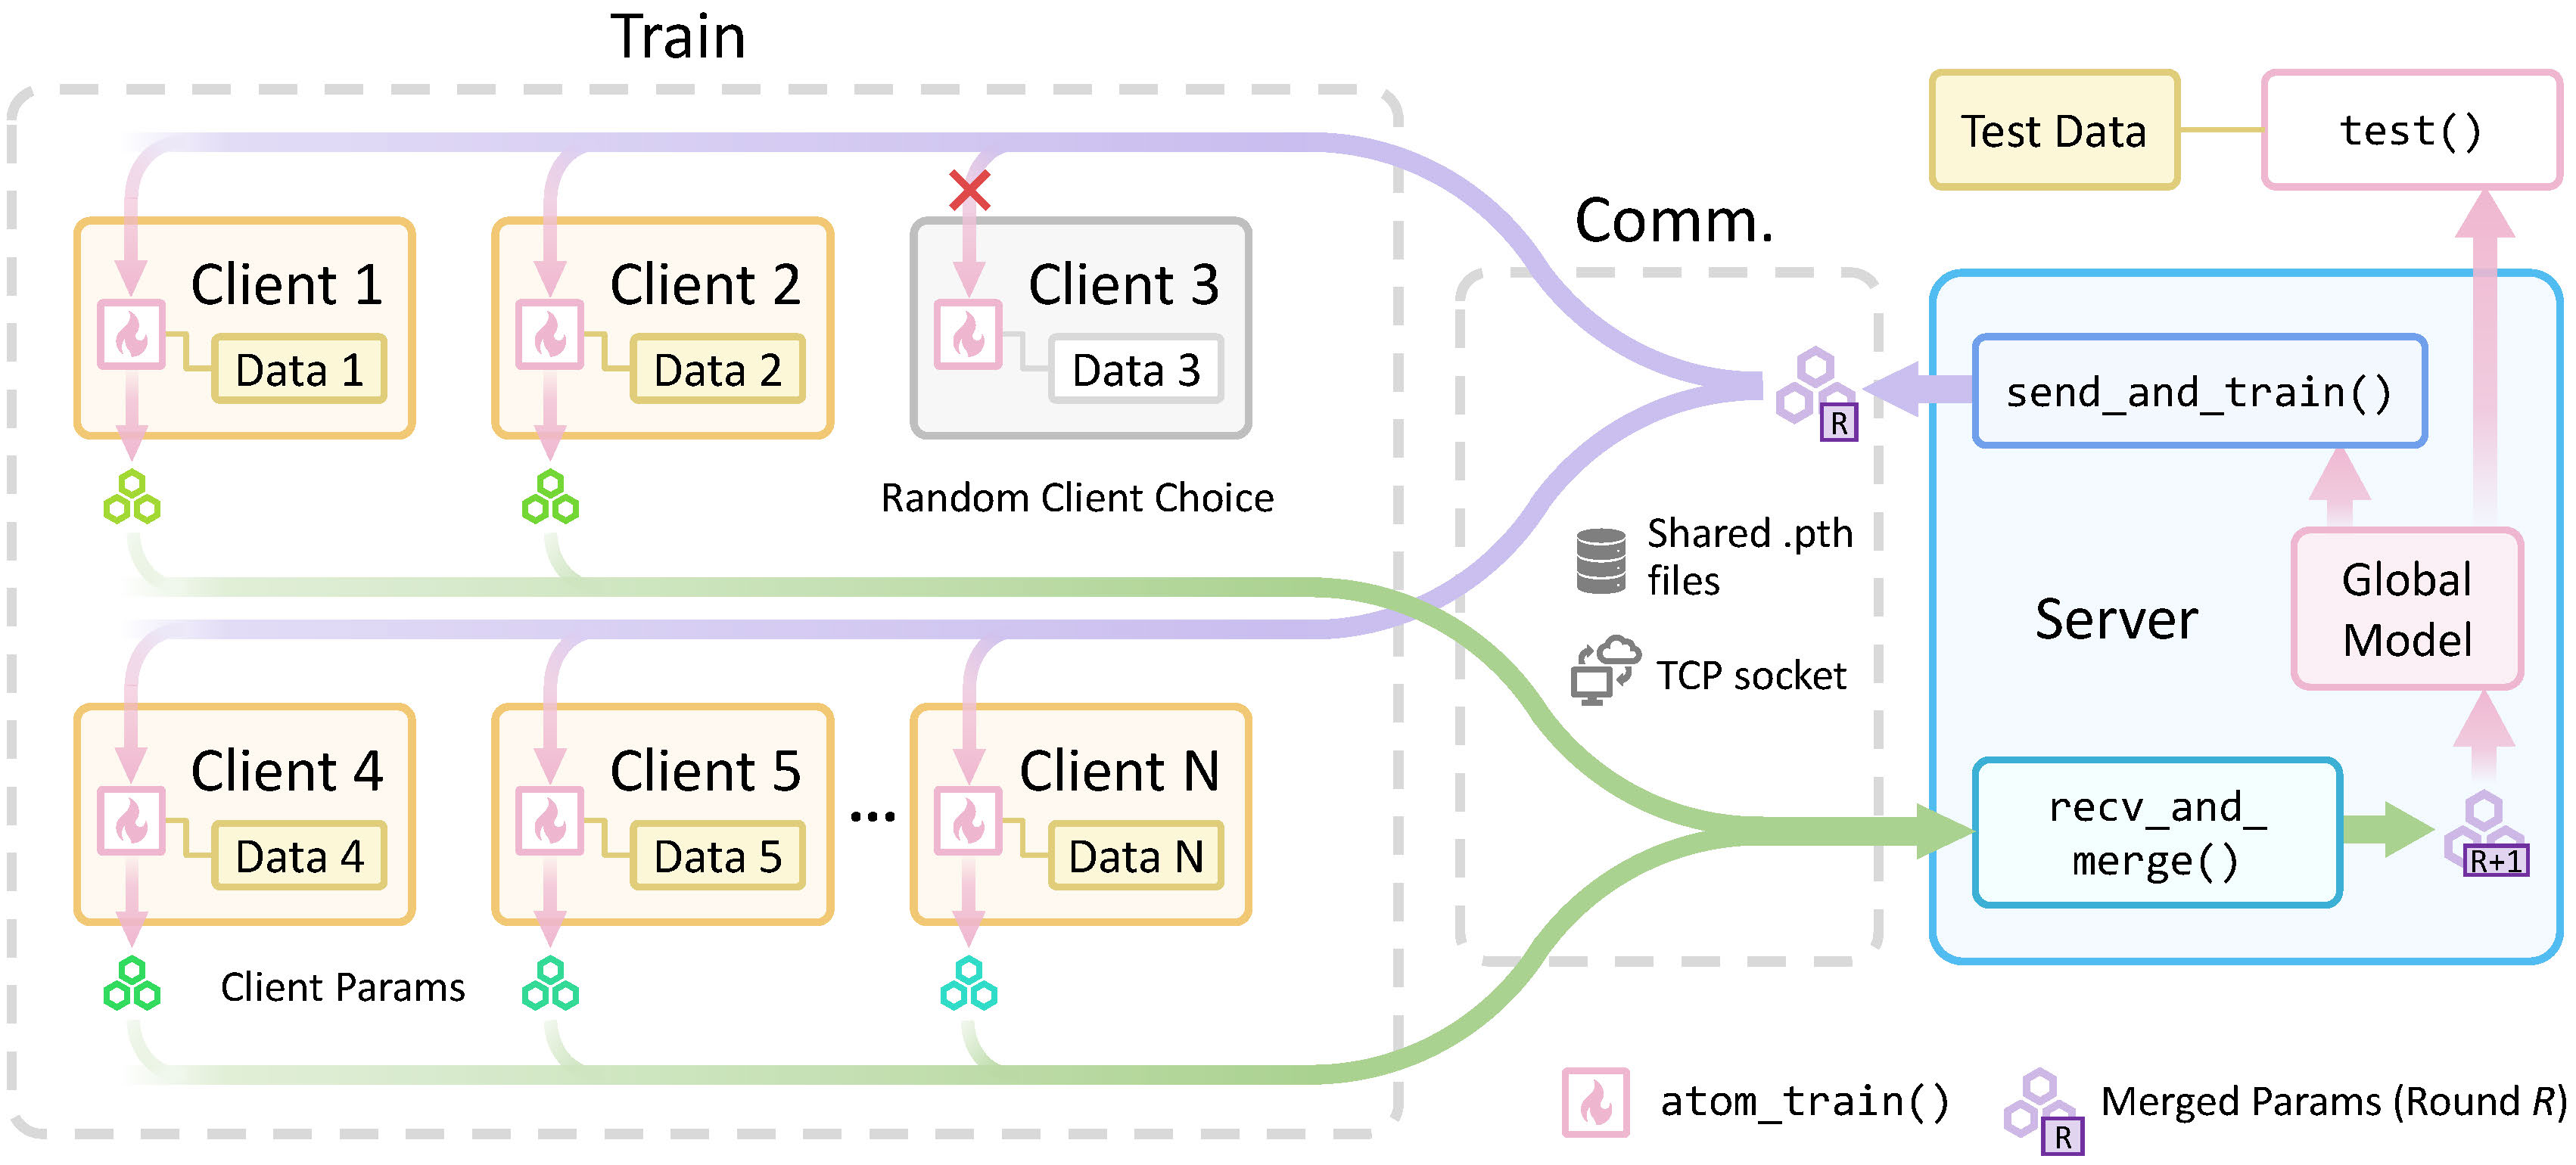 Train
Client 1
Data 1
Client 2
Data 2
Client 3
Data 3
Random Client Choice
Client 4
Data 4
Client 5
Data 5
...
Client N
Data N
Client Params
Comm.
R
Shared .pth
files
TCP socket
Test Data
test()
send_and_train()
Global
Model
Server
recv_and_
merge()
R+1
atom_train()
R
Merged Params (Round R)